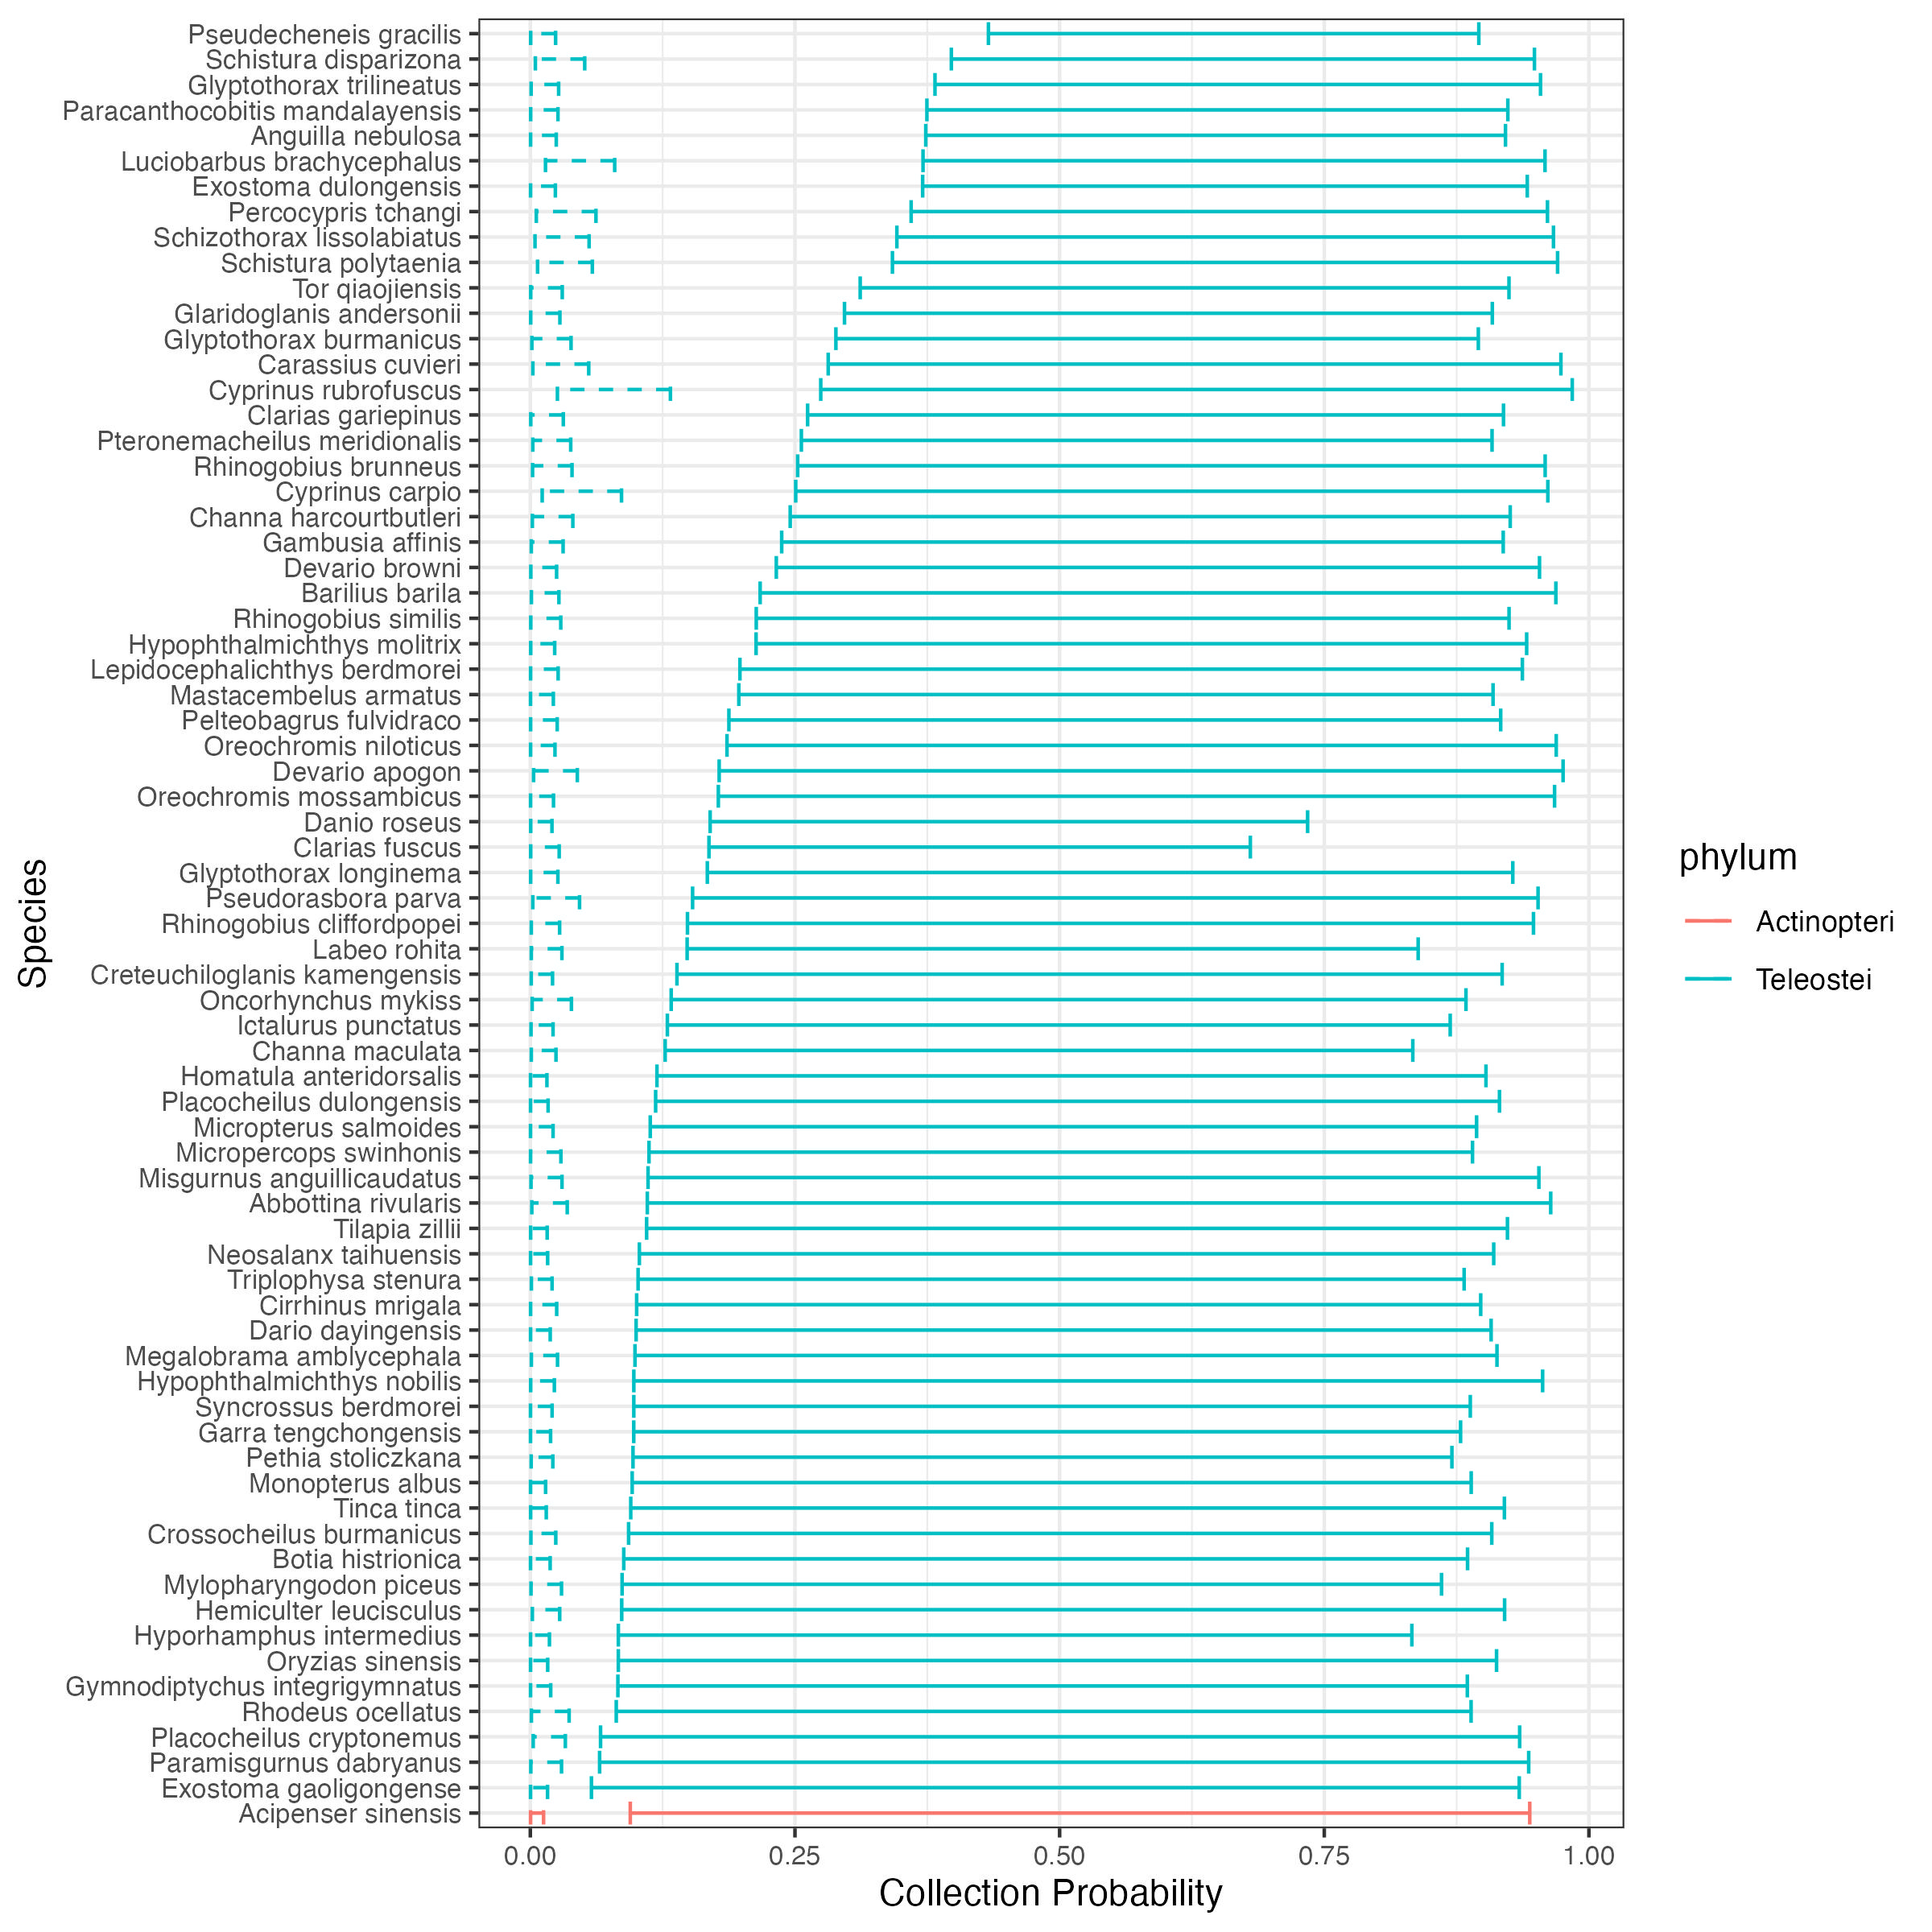 Pseudecheneis gracilis
Schistura disparizona
Glyptothorax trilineatus
Paracanthocobitis mandalayensis
Anguilla nebulosa
Luciobarbus brachycephalus
Exostoma dulongensis
Percocypris tchangi
Schizothorax lissolabiatus
Schistura polytaenia
Tor qiaojiensis
Glaridoglanis andersonii
Glyptothorax burmanicus
Carassius cuvieri
Cyprinus rubrofuscus
Clarias gariepinus
Pteronemacheilus meridionalis
Rhinogobius brunneus
Cyprinus carpio
Channa harcourtbutleri
Gambusia affinis
Devario browni
Barilius barila
Rhinogobius similis
Hypophthalmichthys molitrix
Lepidocephalichthys berdmorei
Mastacembelus armatus
Pelteobagrus fulvidraco
Oreochromis niloticus
Devario apogon
Oreochromis mossambicus
Danio roseus
Clarias fuscus
Glyptothorax longinema
Pseudorasbora parva
Rhinogobius cliffordpopei
Labeo rohita
Creteuchiloglanis kamengensis
Oncorhynchus mykiss
Ictalurus punctatus
Channa maculata
Homatula anteridorsalis
Placocheilus dulongensis
Micropterus salmoides
Micropercops swinhonis
Misgurnus anguillicaudatus
Abbottina rivularis
Tilapia zillii
Neosalanx taihuensis
Triplophysa stenura
Cirrhinus mrigala
Dario dayingensis
Megalobrama amblycephala
Hypophthalmichthys nobilis
Syncrossus berdmorei
Garra tengchongensis
Pethia stoliczkana
Monopterus albus
Tinca tinca
Crossocheilus burmanicus
Botia histrionica
Mylopharyngodon piceus
Hemiculter leucisculus
Hyporhamphus intermedius
Oryzias sinensis
Gymnodiptychus integrigymnatus
Rhodeus ocellatus
Placocheilus cryptonemus
Paramisgurnus dabryanus
Exostoma gaoligongense
Acipenser sinensis
Species
0.00 0.25 0.50 0.75 1.00
Collection Probability
phylum
Actinopteri
Teleostei